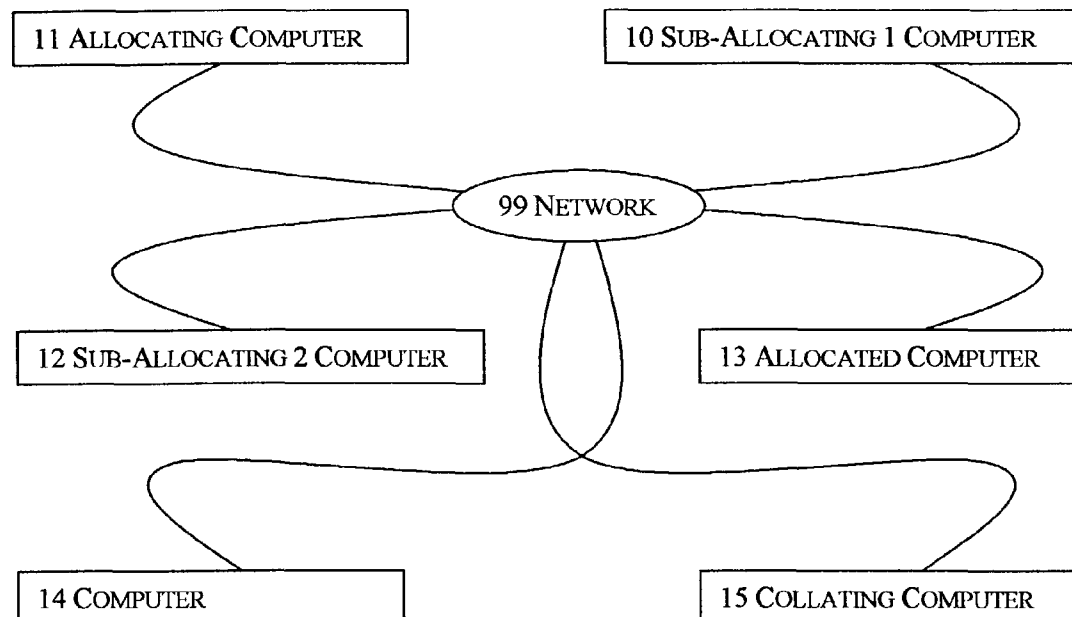 11 ALLOCATING COMPUTER
10 SUB-ALLOCATING 1 COMPUTER
99 NETWORK
12 SUB-ALLOCATING 2 COMPUTER
13 ALLOCATED COMPUTER
14 COMPUTER
15 COLLATING COMPUTER